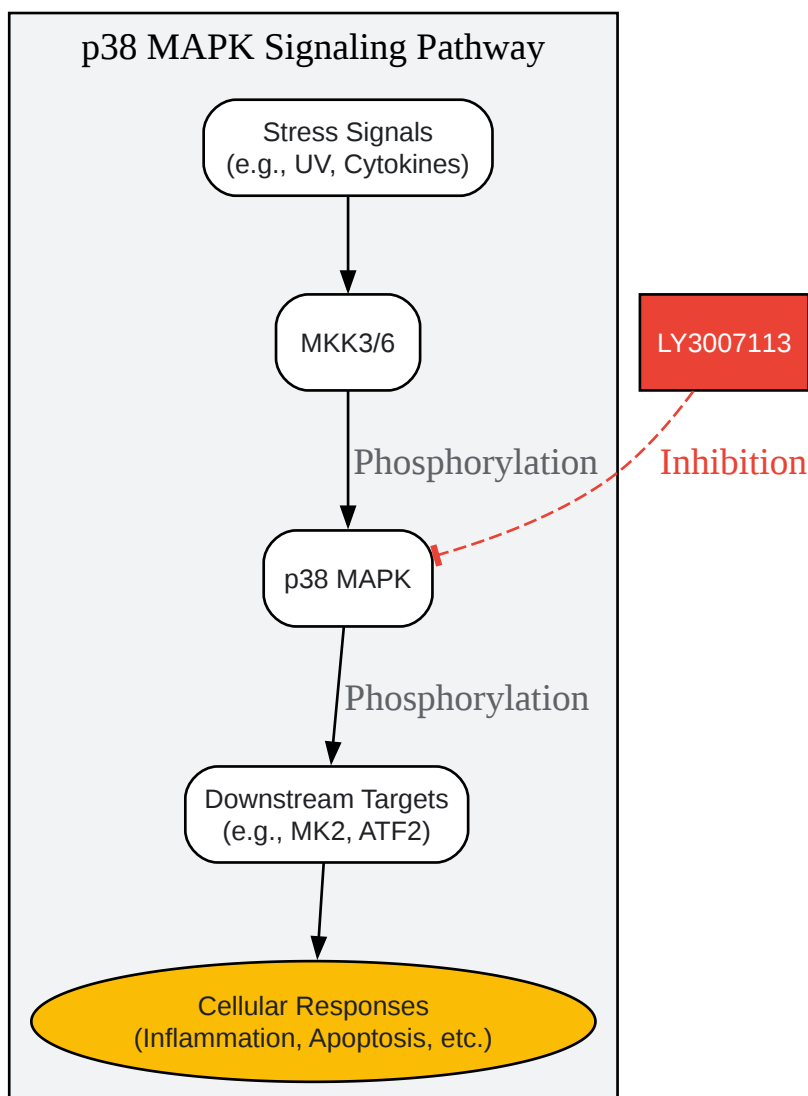 p38 MAPK Signaling Pathway
Stress Signals
(e.g., UV, Cytokines)
MKK3/6
LY3007113
Phosphorylation
Inhibition
p38 MAPK
Phosphorylation
Downstream Targets
(e.g., MK2, ATF2)
Cellular Responses
(Inflammation, Apoptosis, etc.)